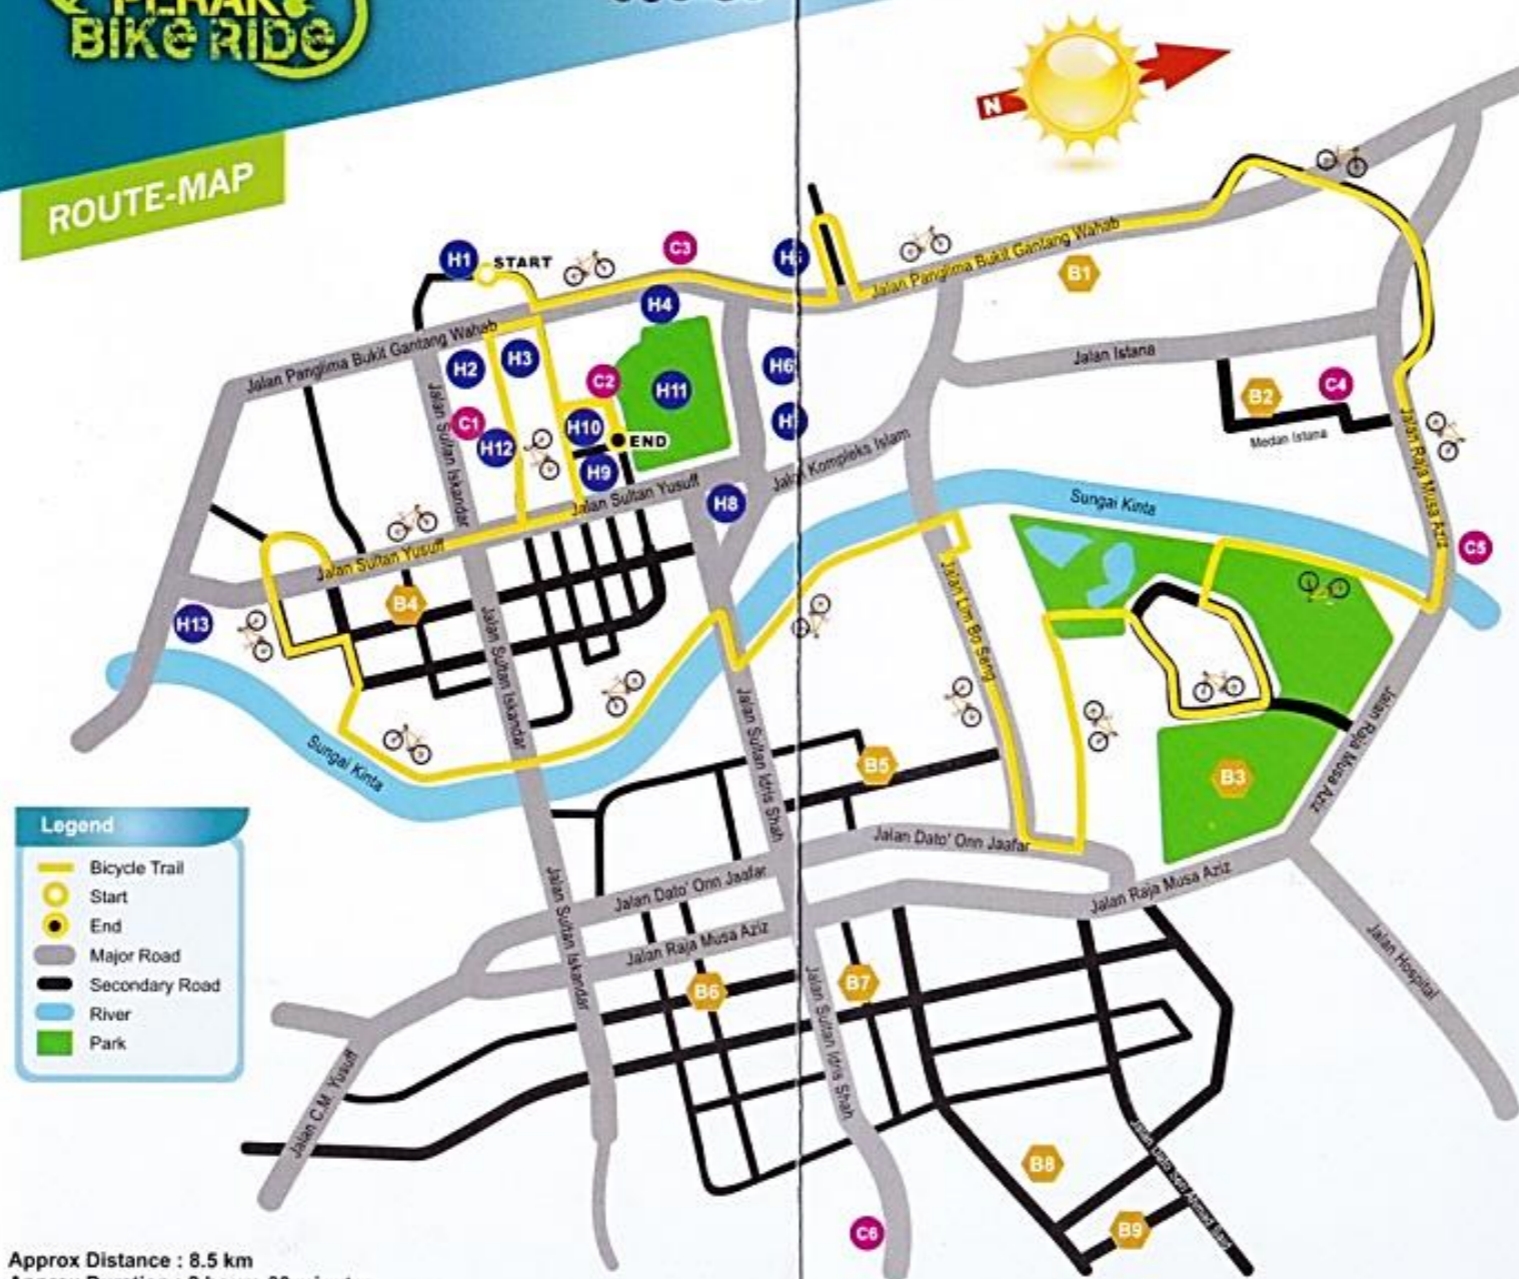 PERAK
BIKE RIDE
N
ROUTE-MAP
H1
START
C3
H5
Jalan Panglima Bukit Gantang Wahab
B1
H4
Jalan Panglima Bukit Gantang Wahab
H2
H3
C2
H11
H6
Jalan Istana
B2
C4
Medan Istana
Jalan Sultan Iskandar
C1
H12
H10
END
H9
Jalan Kompleks Islam
Jalan Raja Musa Aziz
Jalan Sultan Yusuff
H8
Sungai Kinta
C5
Jalan Sultan Yusuff
B4
H13
Jalan Lim Bo Seng
Jalan Sultan Iskandar
Jalan Sultan Idris Shah
Sungai Kinta
B5
B3
Jalan Raja Musa Aziz
Legend
Bicycle Trail
Start
End
Major Road
Secondary Road
River
Park
Jalan Dato' Onn Jaafar
Jalan Dato' Onn Jaafar
Jalan Raja Musa Aziz
Jalan Sultan Iskandar
Jalan Raja Musa Aziz
Jalan Hospital
B6
B7
Jalan Sultan Idris Shah
Jalan C.M. Yusuff
B8
B9
C6
Approx Distance : 8.5 km